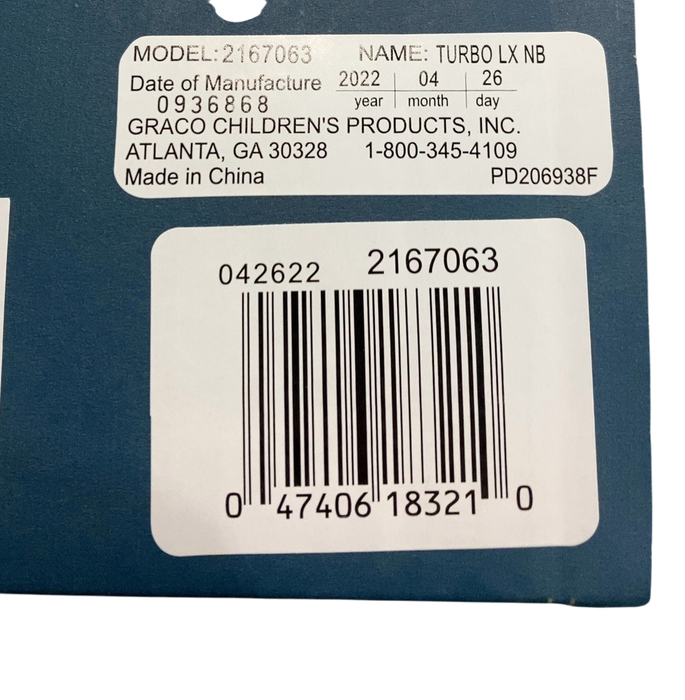 MODEL: 2167063 NAME: TURBO LX NB
Date of Manufacture 2022 04 26
0936868 year month day
GRACO CHILDREN'S PRODUCTS, INC.
ATLANTA, GA 30328 1-800-345-4109
Made in China PD206938F
042622 2167063
0 47406 18321 0